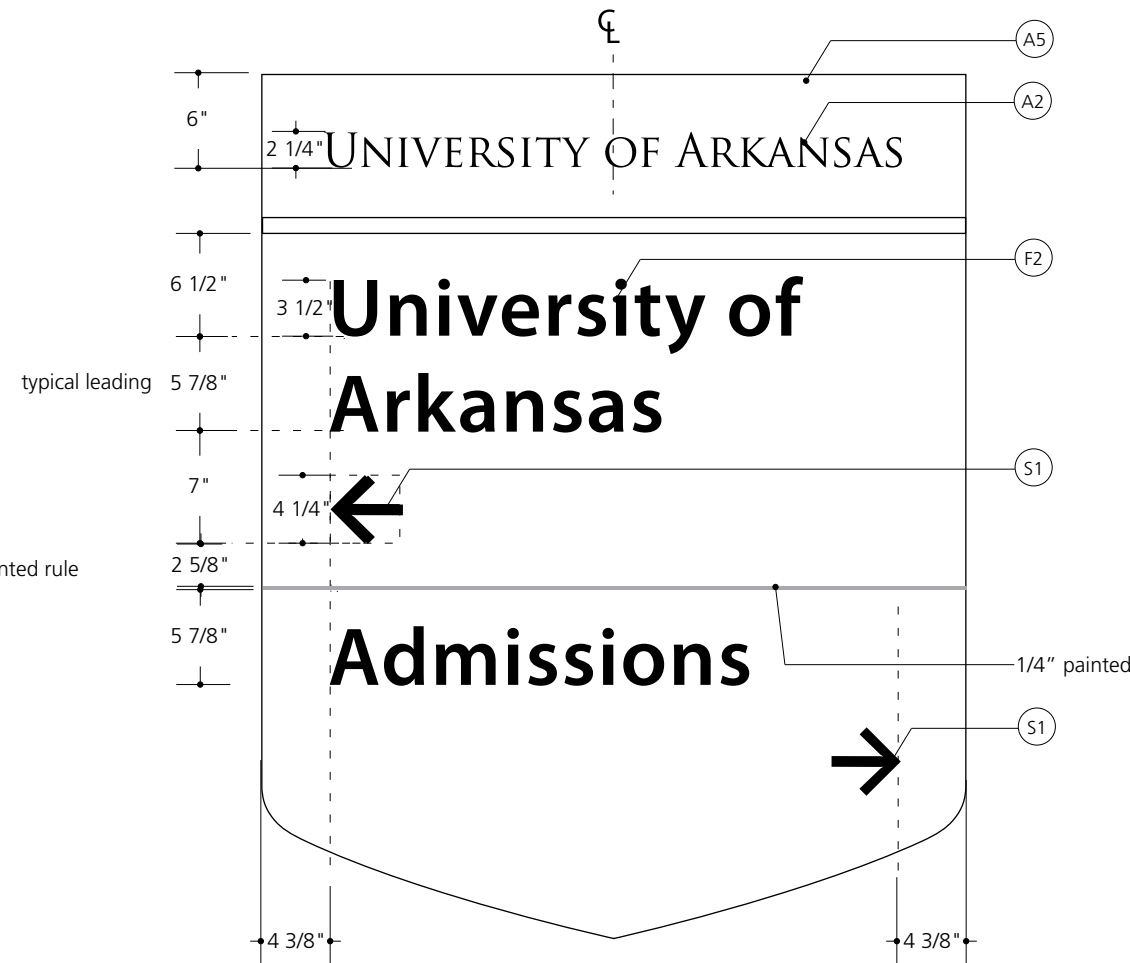 ℄
A5
6"
A2
2 1/4"
UNIVERSITY OF ARKANSAS
F2
6 1/2"
3 1/2"
University of
typical leading 5 7/8"
Arkansas
S1
7"
4 1/4"
2 5/8"
rule
5 7/8"
Admissions
1/4” painted
S1
4 3/8"
4 3/8"